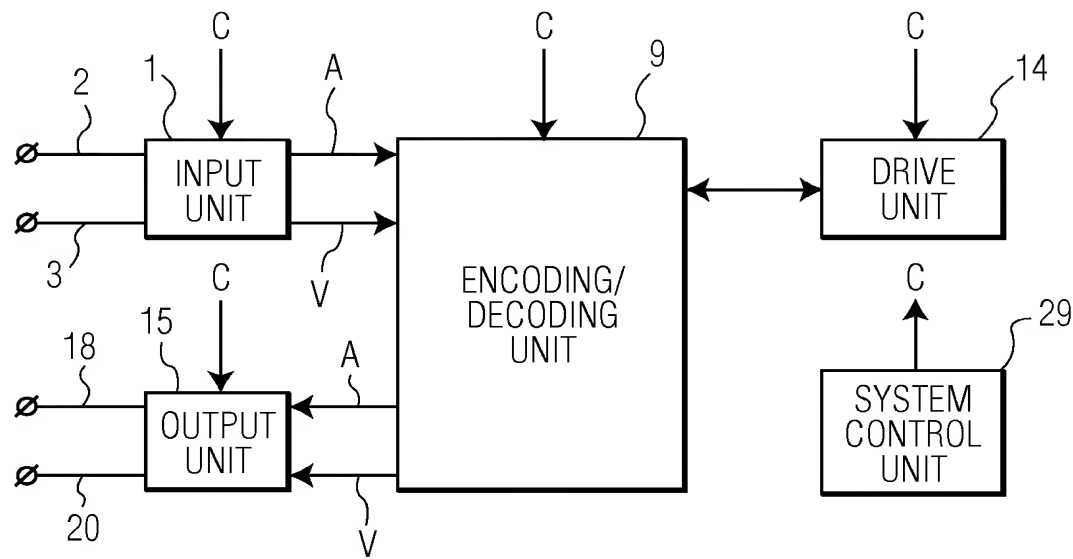 C
C
C
2
1
A
9
14
INPUT
UNIT
DRIVE
UNIT
3
V
C
C
ENCODING/
DECODING
UNIT
18
15
A
29
OUTPUT
UNIT
SYSTEM
CONTROL
UNIT
20
V